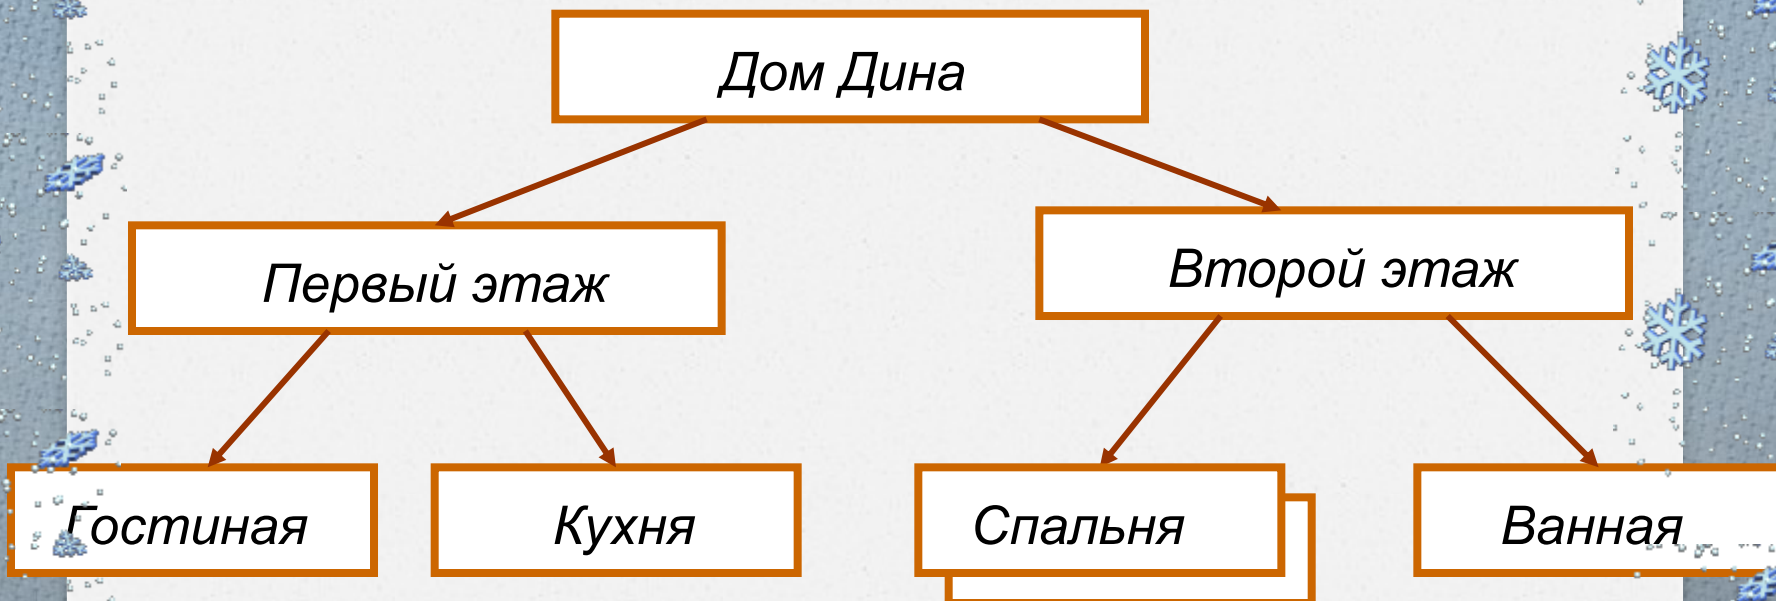 Дом Дина
Первый этаж
Второй этаж
Гостиная
Кухня
Спальня
Ванная